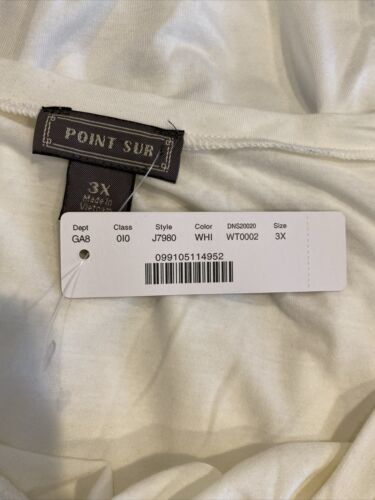 POINT SUR
3X
Made in
Vietnam
Dept Class Style Color DNS20020 Size
GA8 0I0 J7980 WHI WT0002 3X
099105114952